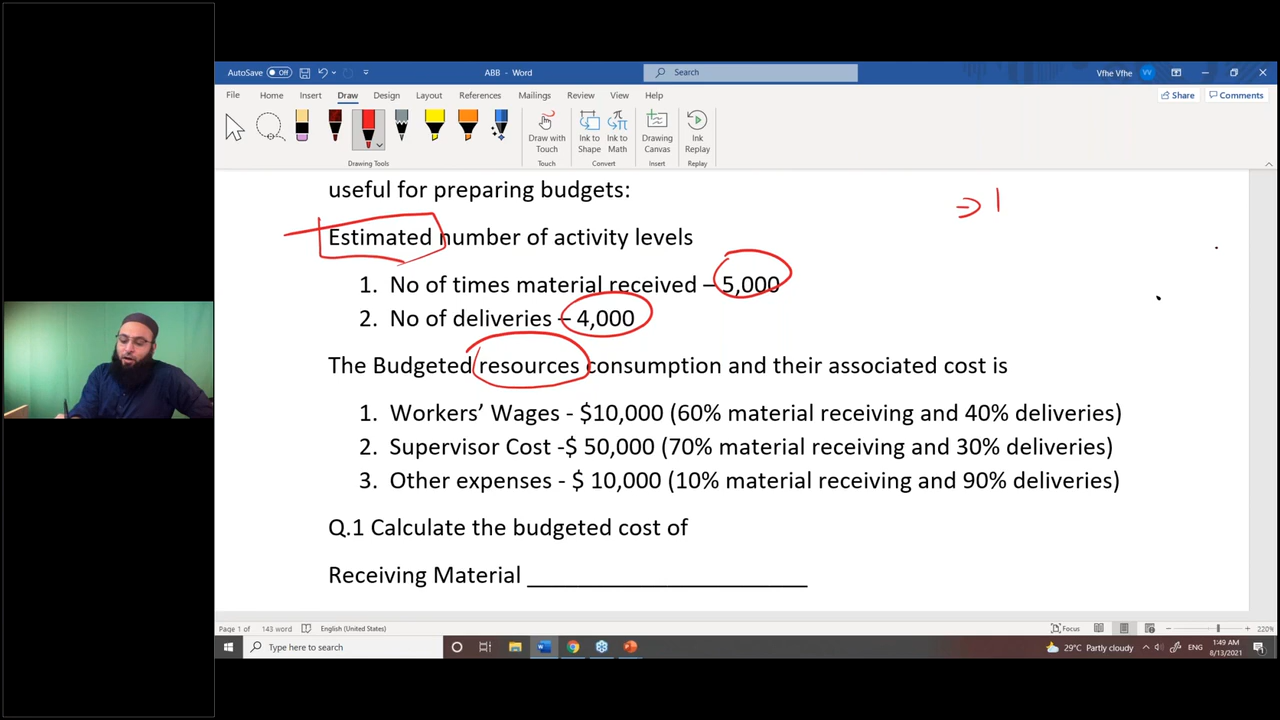 AutoSave Off
ABB - Word
Search
Vfhe Vfhe VV
File Home Insert Draw Design Layout References Mailings Review View Help
Share Comments
Draw with Touch
Ink to Shape
Ink to Math
Drawing Canvas
Ink Replay
Drawing Tools Touch Convert Insert Replay
useful for preparing budgets:
⇒ 1
Estimated number of activity levels
1. No of times material received – 5,000
2. No of deliveries – 4,000
The Budgeted resources consumption and their associated cost is
1. Workers’ Wages - $10,000 (60% material receiving and 40% deliveries)
2. Supervisor Cost -$ 50,000 (70% material receiving and 30% deliveries)
3. Other expenses - $ 10,000 (10% material receiving and 90% deliveries)
Q.1 Calculate the budgeted cost of
Receiving Material ______________________
Page 1 of 143 word English (United States) Focus 220%
Type here to search
29°C Partly cloudy ENG 1:49 AM
8/13/2021